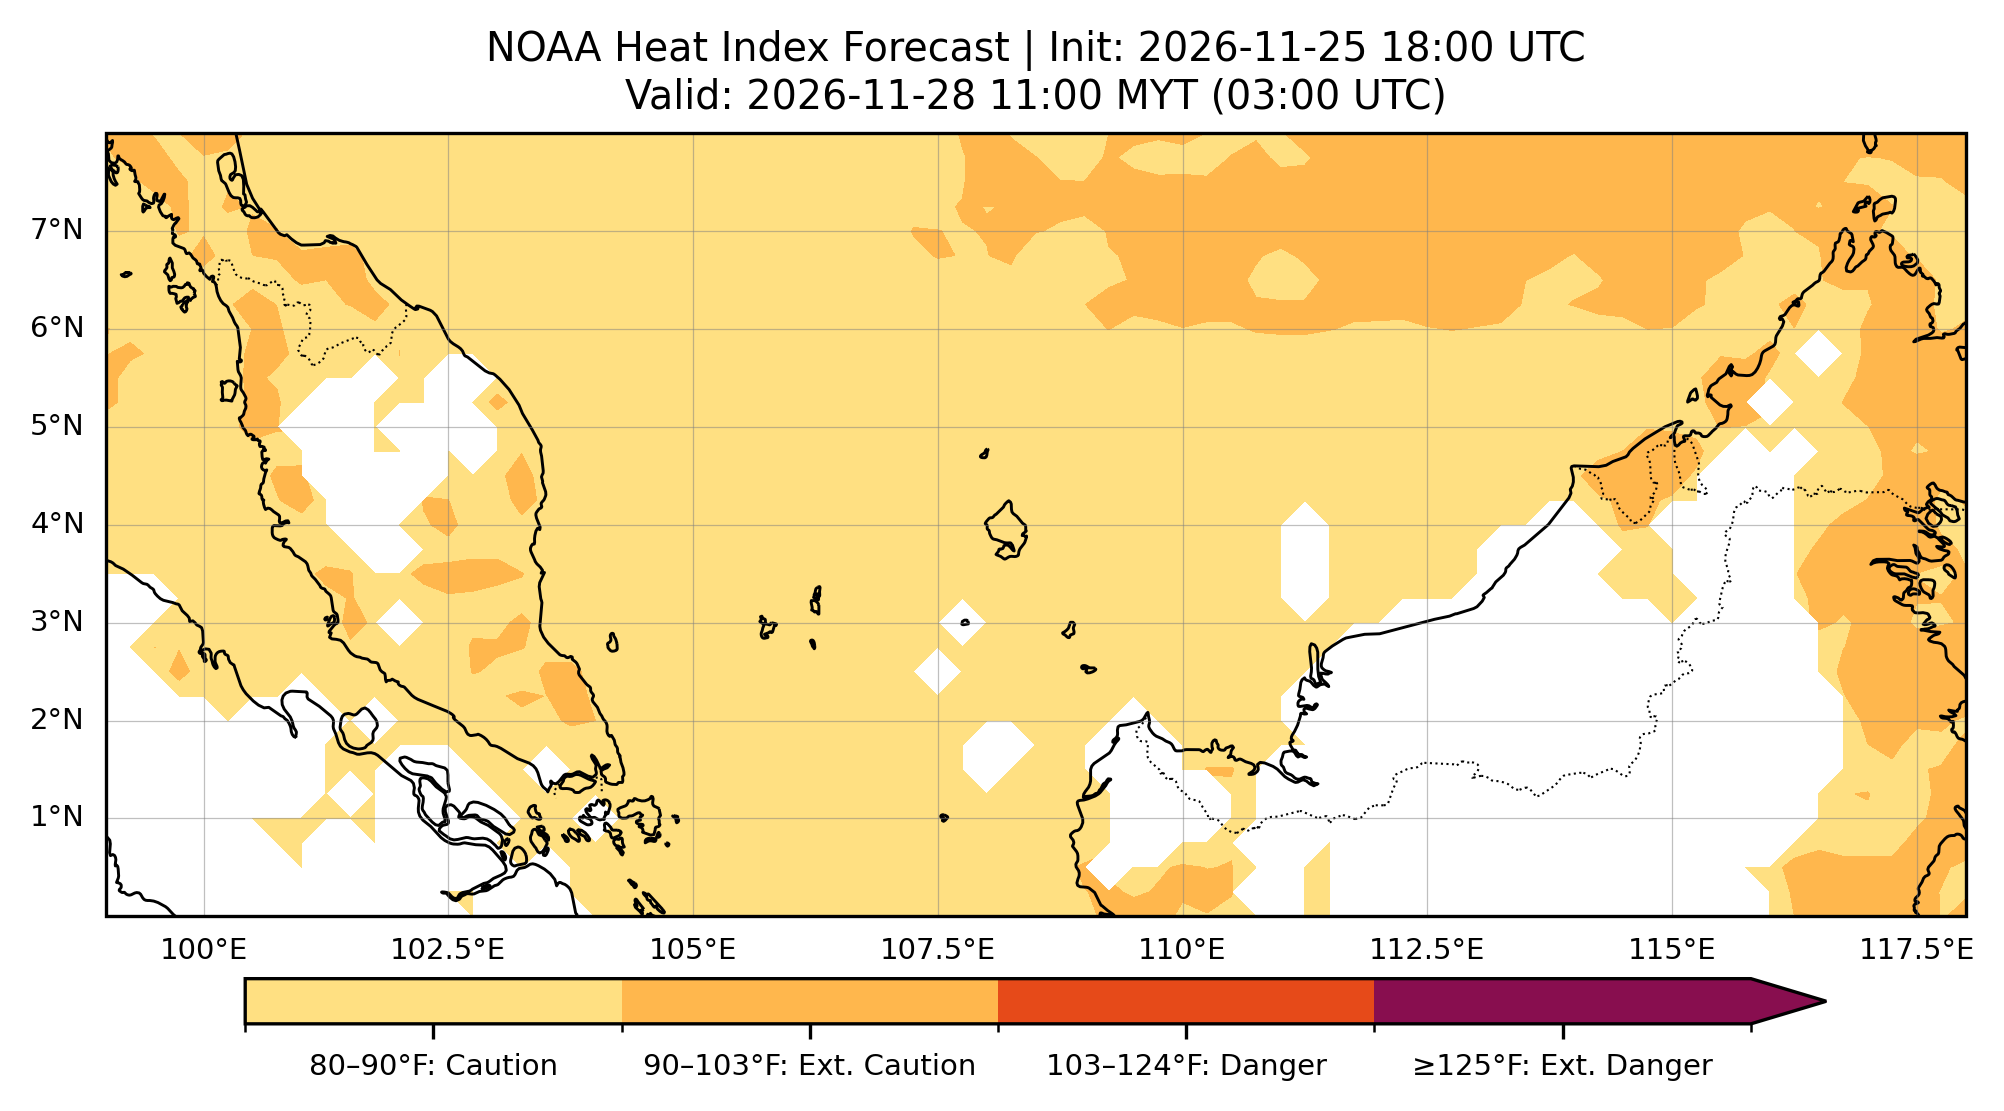 NOAA Heat Index Forecast | Init: 2026-11-25 18:00 UTC
Valid: 2026-11-28 11:00 MYT (03:00 UTC)
7°N
6°N
5°N
4°N
3°N
2°N
1°N
100°E 102.5°E 105°E 107.5°E 110°E 112.5°E 115°E 117.5°E
80–90°F: Caution 90–103°F: Ext. Caution 103–124°F: Danger ≥125°F: Ext. Danger